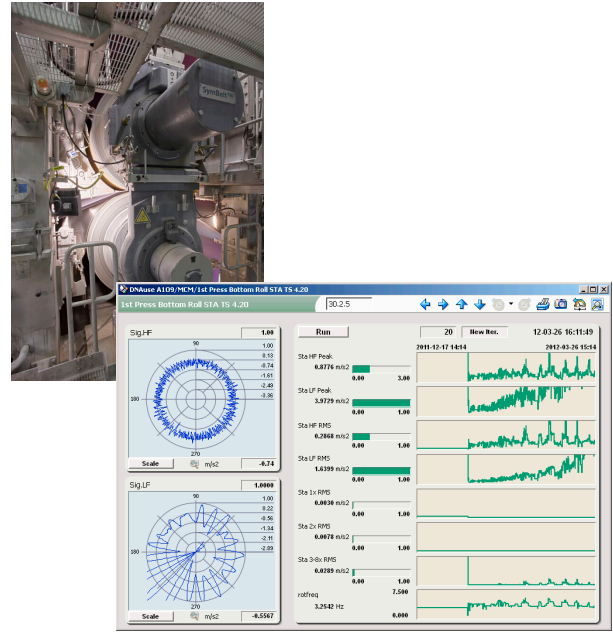 SymBelt™
DNAuse A109/MCM/1st Press Bottom Roll STA TS 4.20
1st Press Bottom Roll STA TS 4.20
30.2.5
Sig.HF
1.00
90
1.00
0.13
-0.74
-1.61
-2.49
-3.36
180
270
Scale
m/s2
-0.74
Sig.LF
1.0000
90
1.00
0.22
-0.56
-1.34
-2.11
-2.89
180
270
Scale
m/s2
-0.5567
Run
20
New Iter.
12-03-26 16:11:49
2011-12-17 14:14
2012-03-26 15:14
Sta HF Peak
0.8776 m/s2
0.00 3.00
Sta LF Peak
3.9729 m/s2
0.00 1.00
Sta HF RMS
0.2868 m/s2
0.00 1.00
Sta LF RMS
1.6399 m/s2
0.00 1.00
Sta 1x RMS
0.0030 m/s2
0.00 1.00
Sta 2x RMS
0.0078 m/s2
0.00 1.00
Sta 3-8x RMS
0.0289 m/s2
0.00 1.00
rotfreq
7.500
3.2542 Hz
0.000